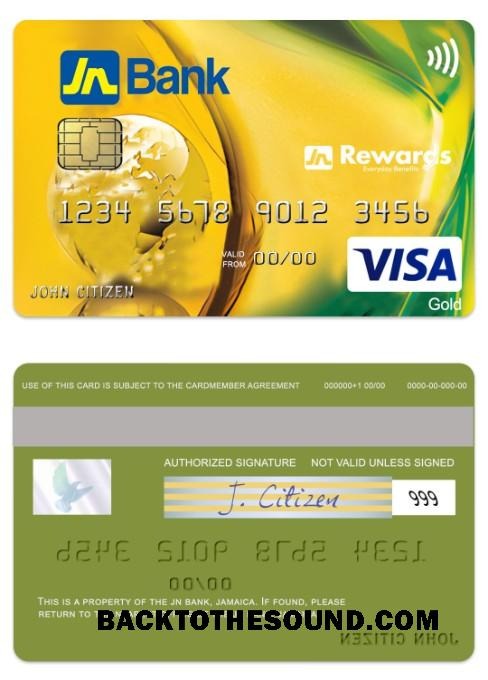 JN Bank
JN Rewards
Everyday Benefits
1234 5678 9012 3456
VALID
FROM 00/00
VISA
JOHN CITIZEN
Gold
USE OF THIS CARD IS SUBJECT TO THE CARDMEMBER AGREEMENT 000000+1 00/00 0000-00-000-00
AUTHORIZED SIGNATURE NOT VALID UNLESS SIGNED
J. Citizen 999
1234 5678 9012 3456
00/00
THIS IS A PROPERTY OF THE JN BANK, JAMAICA. IF FOUND, PLEASE
RETURN TO
BACKTOTHESOUND.COM
JOHN CITIZEN